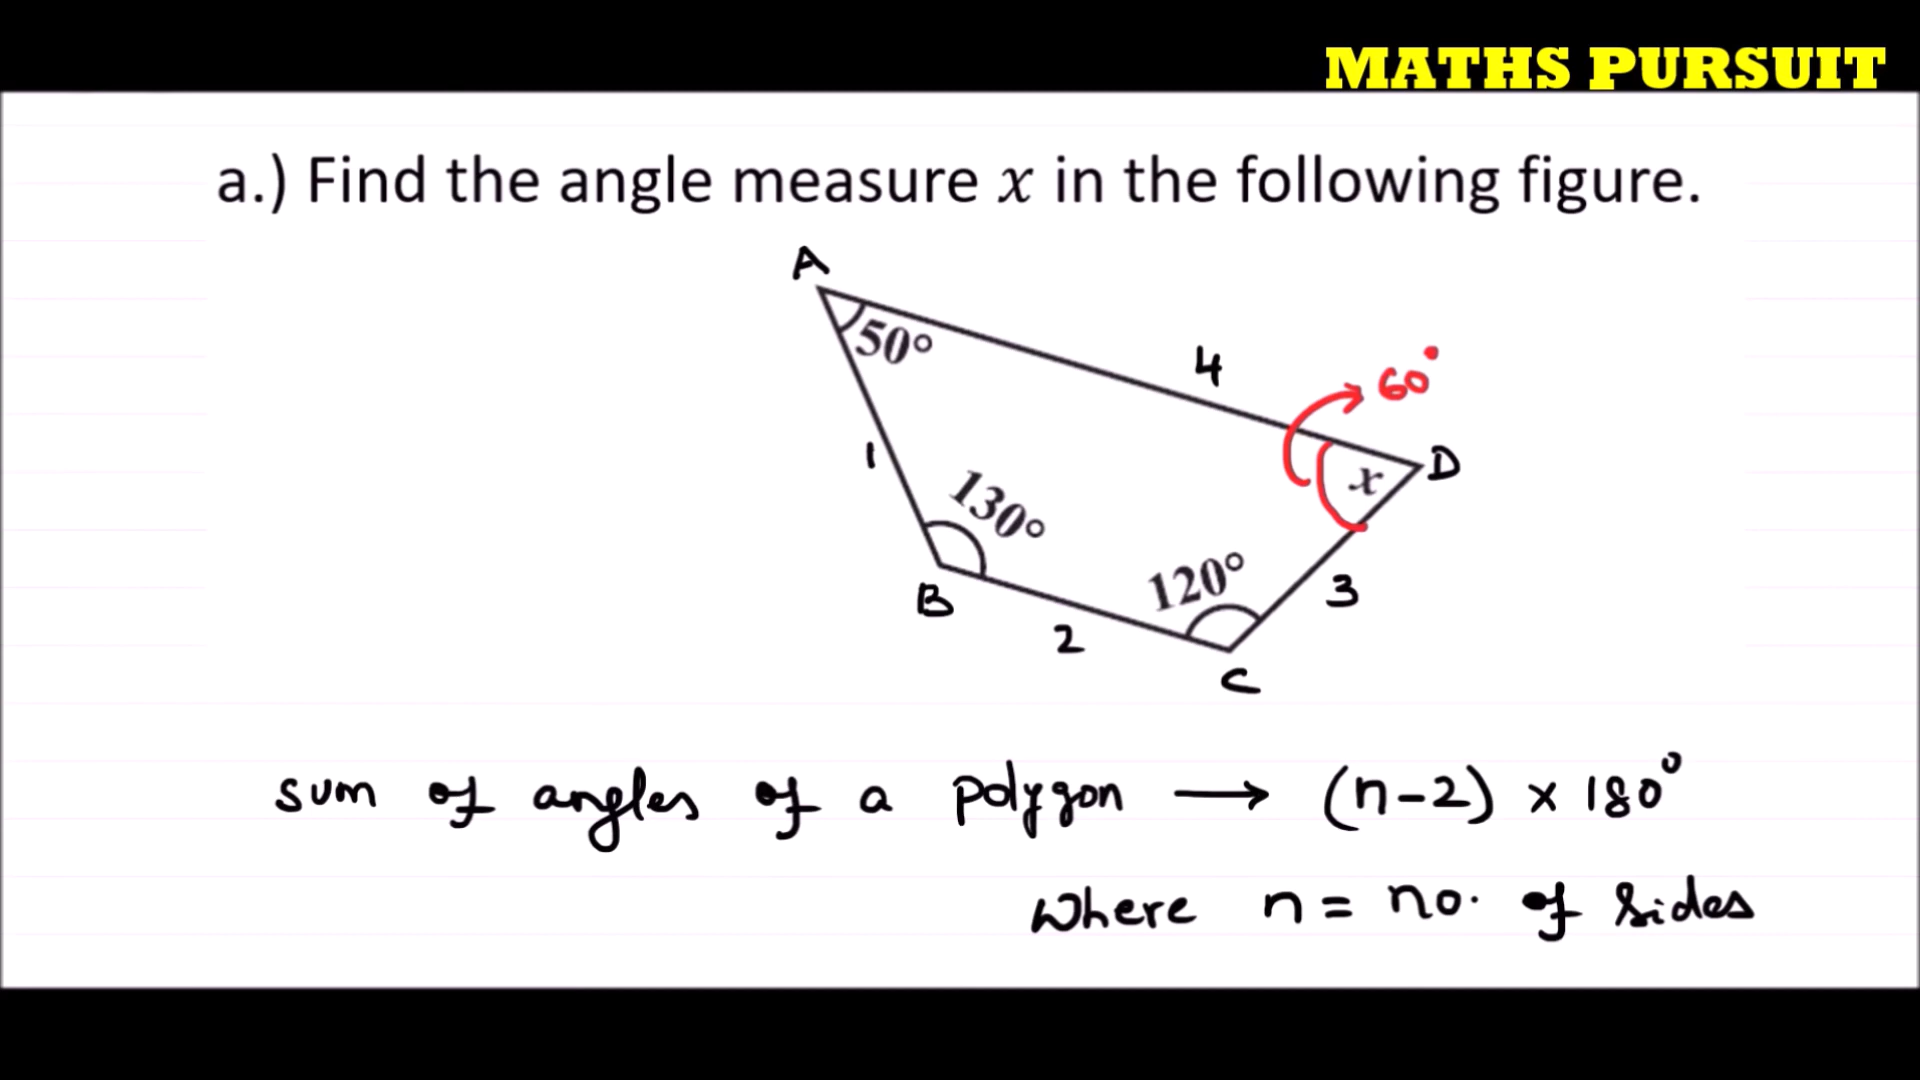 MATHS PURSUIT
a.) Find the angle measure x in the following figure.
A
50°
4
60°
D
x
1
130°
120°
3
B
2
C
sum of angles of a polygon → (n-2) x 180°
where n = no. of sides